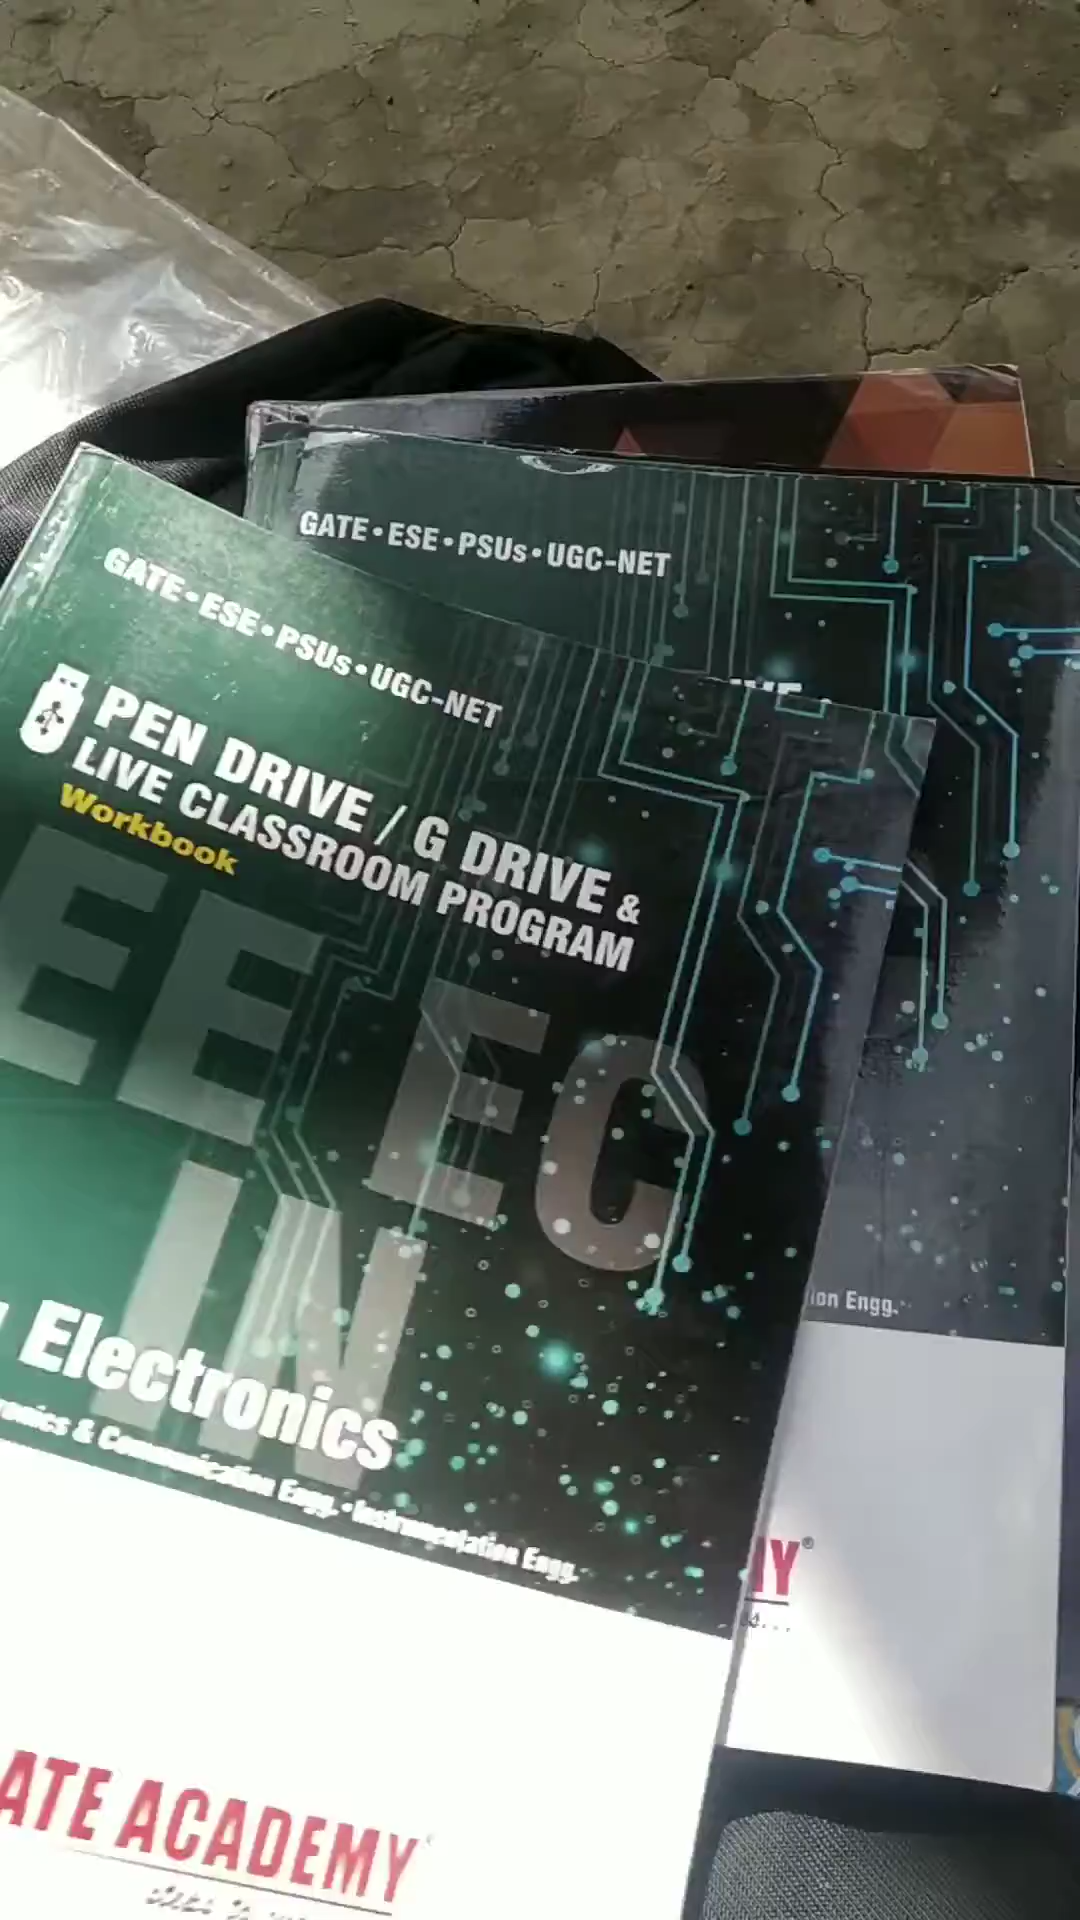 GATE • ESE • PSUs • UGC-NET
GATE • ESE • PSUs • UGC-NET
PEN DRIVE / G DRIVE &
LIVE CLASSROOM PROGRAM
Workbook
EE EC
IN
Electronics
& Communication Engg. • Instrumentation Engg.
Engg.
ATE ACADEMY